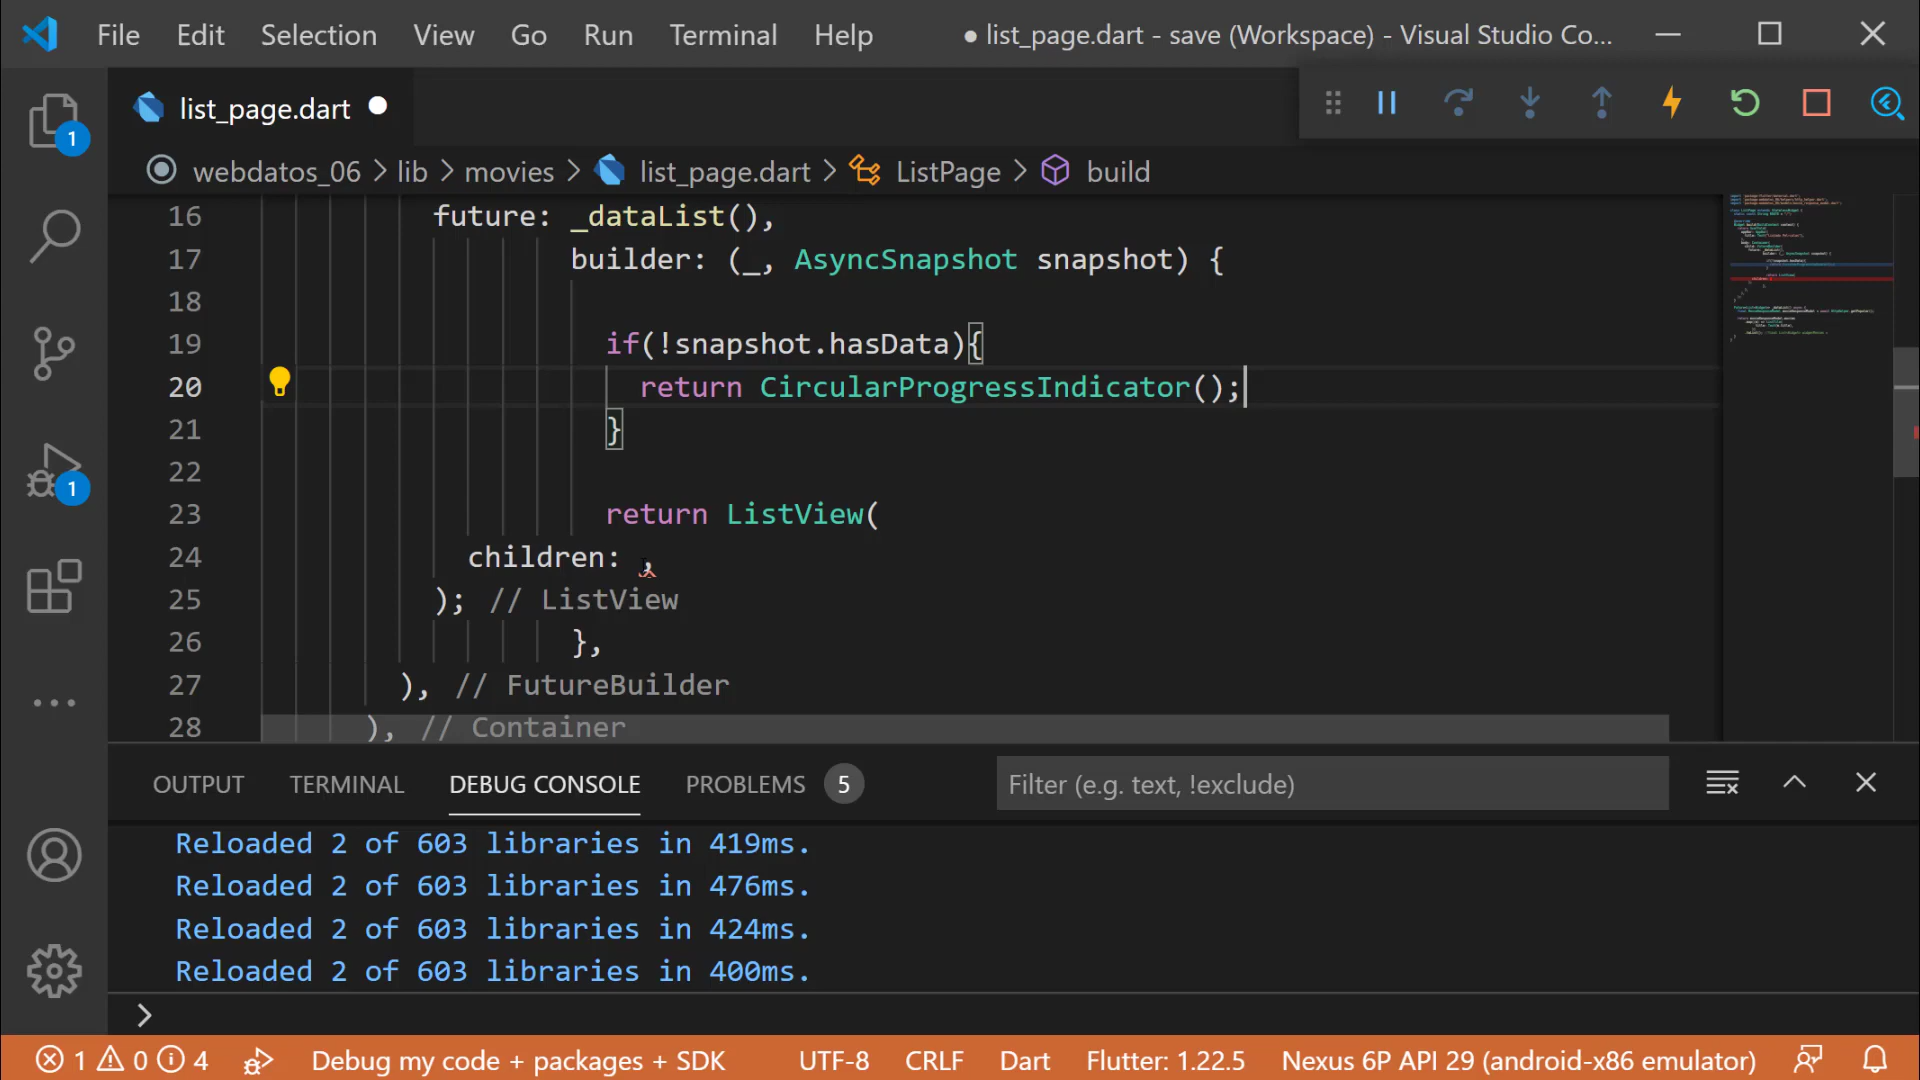 File Edit Selection View Go Run Terminal Help ● list_page.dart - save (Workspace) - Visual Studio Co...
list_page.dart
1
webdatos_06 > lib > movies > list_page.dart > ListPage > build
16 future: _dataList(),
17 builder: (_, AsyncSnapshot snapshot) {
18
19 if(!snapshot.hasData){
20 return CircularProgressIndicator();
21 }
22
23 return ListView(
24 children: ,
25 ); // ListView
26 },
27 ), // FutureBuilder
28 ), // Container
1
OUTPUT TERMINAL DEBUG CONSOLE PROBLEMS 5 Filter (e.g. text, !exclude)
Reloaded 2 of 603 libraries in 419ms.
Reloaded 2 of 603 libraries in 476ms.
Reloaded 2 of 603 libraries in 424ms.
Reloaded 2 of 603 libraries in 400ms.
>
1 0 4 Debug my code + packages + SDK UTF-8 CRLF Dart Flutter: 1.22.5 Nexus 6P API 29 (android-x86 emulator)